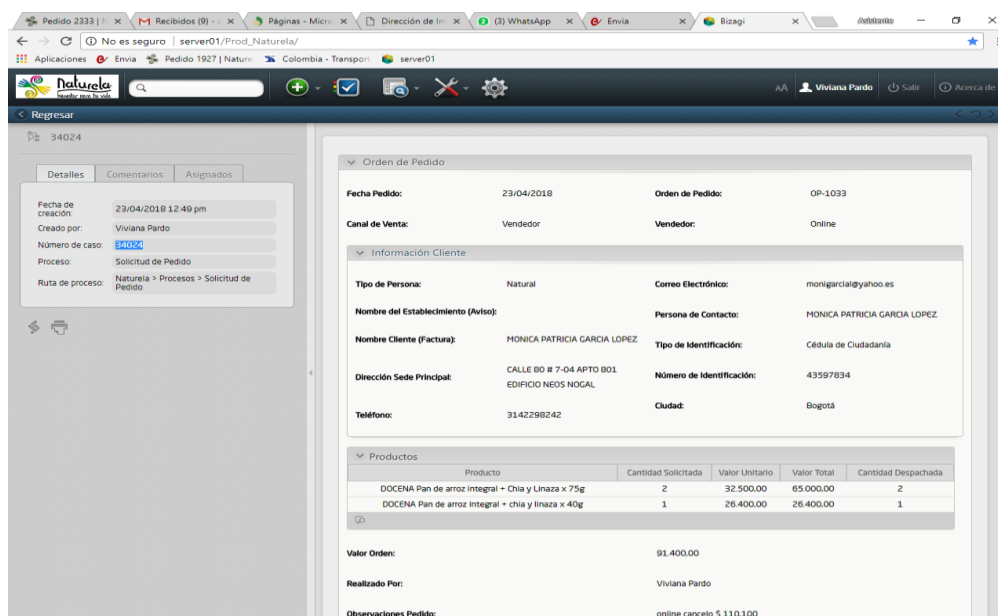 Pedido 2333 | N
Recibidos (9) -
Páginas - Micro
Dirección de Im
(3) WhatsApp
Envia
Bizagi
Asistente
No es seguro | server01/Prod_Naturela/
Aplicaciones
Envia
Pedido 1927 | Nature
Colombia - Transport
server01
Naturela
AA
Viviana Pardo
Salir
Acerca de
Regresar
34024
Detalles
Comentarios
Asignados
Fecha de creación: 23/04/2018 12:49 pm
Creado por: Viviana Pardo
Número de caso: 34024
Proceso: Solicitud de Pedido
Ruta de proceso: Naturela > Procesos > Solicitud de
Pedido
Orden de Pedido
Fecha Pedido: 23/04/2018 Orden de Pedido: OP-1033
Canal de Venta: Vendedor Vendedor: Online
Información Cliente
Tipo de Persona: Natural Correo Electrónico: monigarcial@yahoo.es
Nombre del Establecimiento (Aviso): Persona de Contacto: MONICA PATRICIA GARCIA LOPEZ
Nombre Cliente (Factura): MONICA PATRICIA GARCIA LOPEZ Tipo de Identificación: Cédula de Ciudadanía
Dirección Sede Principal: CALLE 80 # 7-04 APTO 801
EDIFICIO NEOS NOGAL
Número de Identificación: 43597834
Teléfono: 3142298242 Ciudad: Bogotá
Productos
Producto Cantidad Solicitada Valor Unitario Valor Total Cantidad Despachada
DOCENA Pan de arroz integral + Chia y Linaza x 75g 2 32.500,00 65.000,00 2
DOCENA Pan de arroz integral + chia y linaza x 40g 1 26.400,00 26.400,00 1
Valor Orden: 91.400,00
Realizado Por: Viviana Pardo
Observaciones Pedido: online cancelo $ 110.100